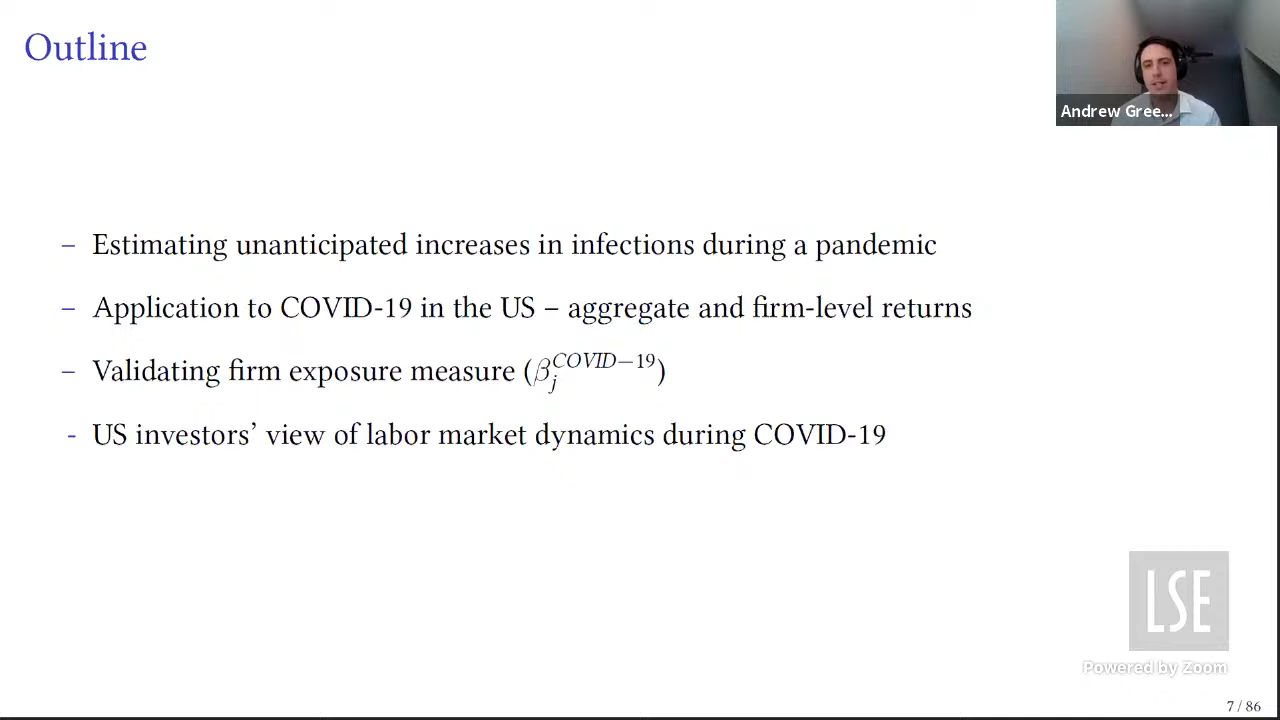 Outline
Andrew Gree...
– Estimating unanticipated increases in infections during a pandemic
– Application to COVID-19 in the US – aggregate and firm-level returns
– Validating firm exposure measure (β_j^{COVID−19})
- US investors’ view of labor market dynamics during COVID-19
LSE
Powered by Zoom
7 / 86